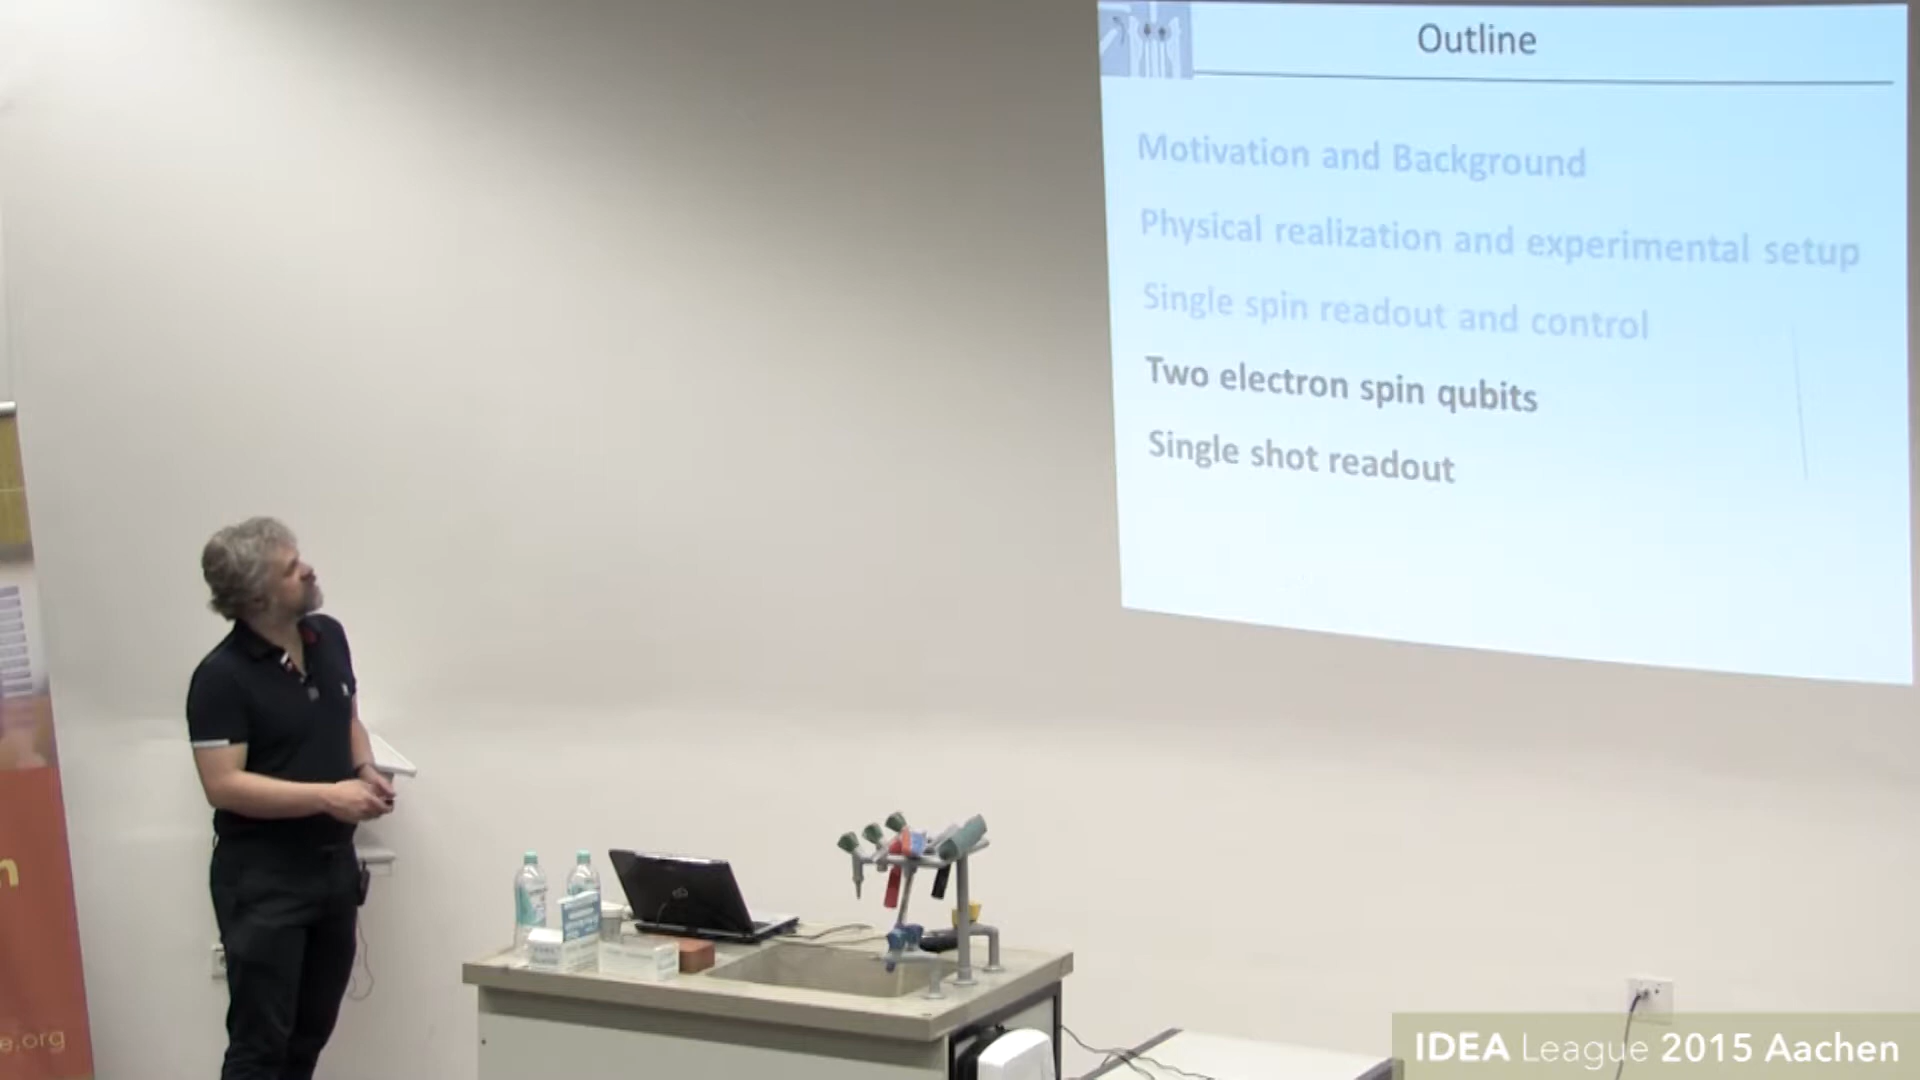 Outline
Motivation and Background
Physical realization and experimental setup
Single spin readout and control
Two electron spin qubits
Single shot readout
n
e.org
IDEA League 2015 Aachen